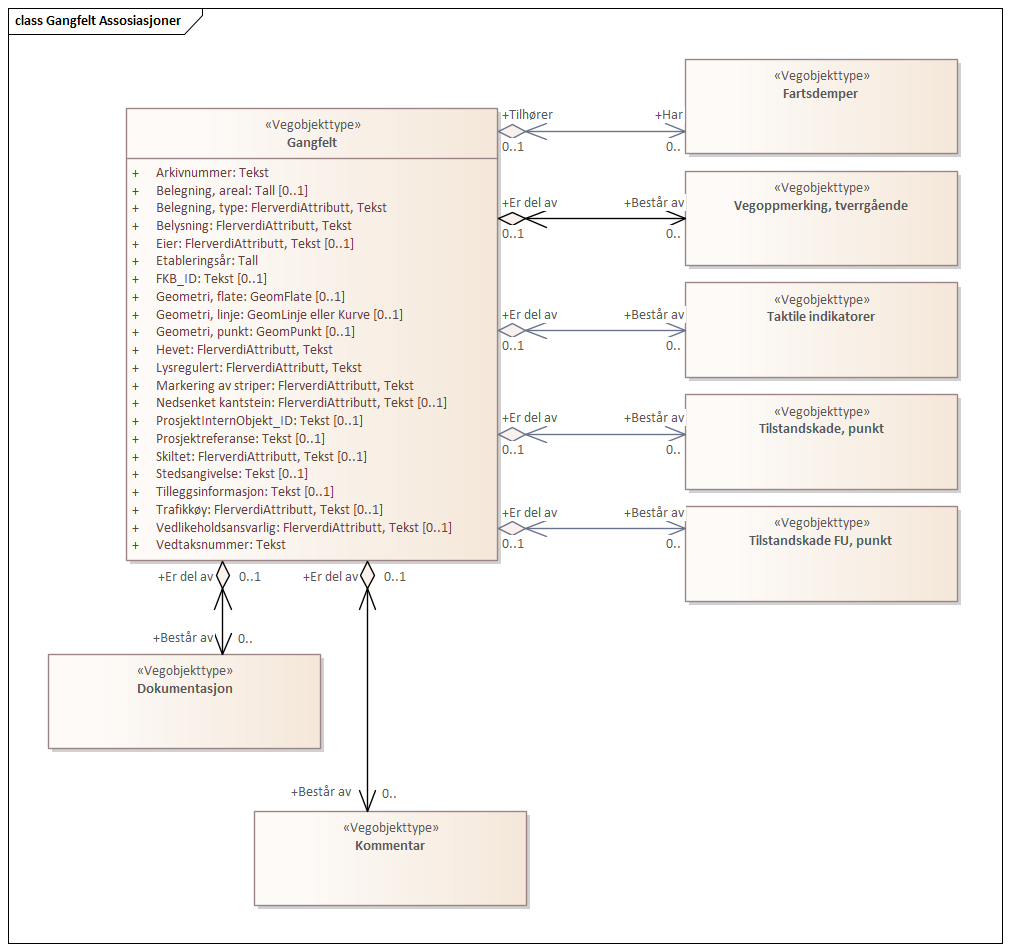 class Gangfelt Assosiasjoner
«Vegobjekttype»
Gangfelt
+ Arkivnummer: Tekst
+ Belegning, areal: Tall [0..1]
+ Belegning, type: FlerverdiAttributt, Tekst
+ Belysning: FlerverdiAttributt, Tekst
+ Eier: FlerverdiAttributt, Tekst [0..1]
+ Etableringsår: Tall
+ FKB_ID: Tekst [0..1]
+ Geometri, flate: GeomFlate [0..1]
+ Geometri, linje: GeomLinje eller Kurve [0..1]
+ Geometri, punkt: GeomPunkt [0..1]
+ Hevet: FlerverdiAttributt, Tekst
+ Lysregulert: FlerverdiAttributt, Tekst
+ Markering av striper: FlerverdiAttributt, Tekst
+ Nedsenket kantstein: FlerverdiAttributt, Tekst [0..1]
+ ProsjektInternObjekt_ID: Tekst [0..1]
+ Prosjektreferanse: Tekst [0..1]
+ Skiltet: FlerverdiAttributt, Tekst [0..1]
+ Stedsangivelse: Tekst [0..1]
+ Tilleggsinformasjon: Tekst [0..1]
+ Trafikkøy: FlerverdiAttributt, Tekst [0..1]
+ Vedlikeholdsansvarlig: FlerverdiAttributt, Tekst [0..1]
+ Vedtaksnummer: Tekst
+Tilhører +Har
0..1 0..
«Vegobjekttype»
Fartsdemper
+Er del av +Består av
0..1 0..
«Vegobjekttype»
Vegoppmerking, tverrgående
+Er del av +Består av
0..1 0..
«Vegobjekttype»
Taktile indikatorer
+Er del av +Består av
0..1 0..
«Vegobjekttype»
Tilstandskade, punkt
+Er del av +Består av
0..1 0..
«Vegobjekttype»
Tilstandskade FU, punkt
+Er del av 0..1
+Består av 0..
«Vegobjekttype»
Dokumentasjon
+Er del av 0..1
+Består av 0..
«Vegobjekttype»
Kommentar